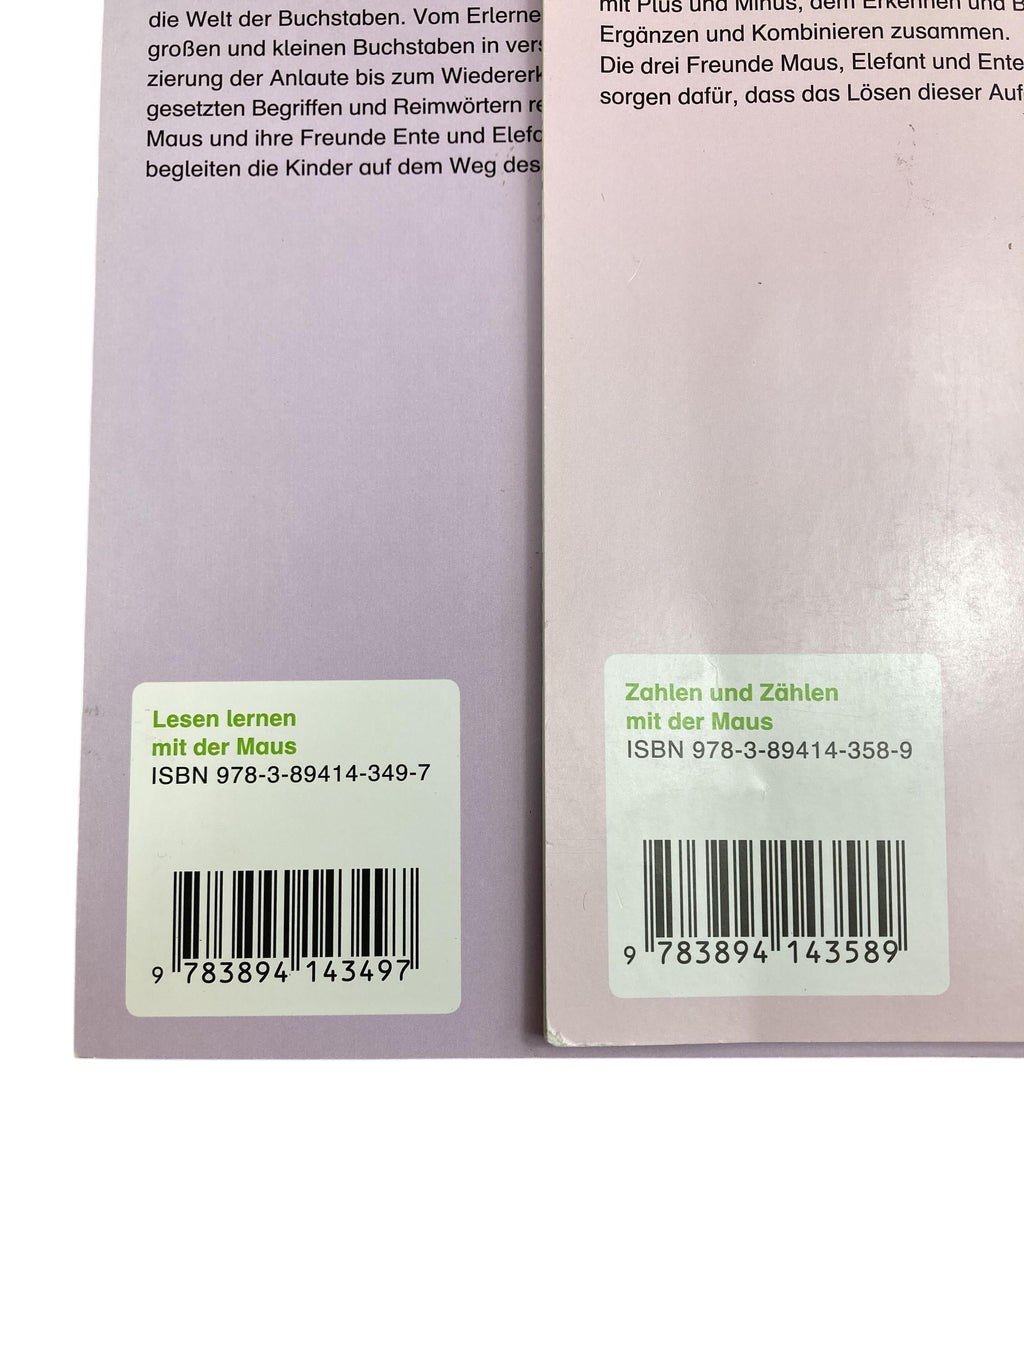 die Welt der Buchstaben. Vom Erlerne
großen und kleinen Buchstaben in ver
zierung der Anlaute bis zum Wiedererk
gesetzten Begriffen und Reimwörtern re
Maus und ihre Freunde Ente und Elefa
begleiten die Kinder auf dem Weg des
Lesen lernen
mit der Maus
ISBN 978-3-89414-349-7
9 783894 143497
mit Plus und Minus, dem Erkennen und B
Ergänzen und Kombinieren zusammen.
Die drei Freunde Maus, Elefant und Ente
sorgen dafür, dass das Lösen dieser Auf
Zahlen und Zählen
mit der Maus
ISBN 978-3-89414-358-9
9 783894 143589